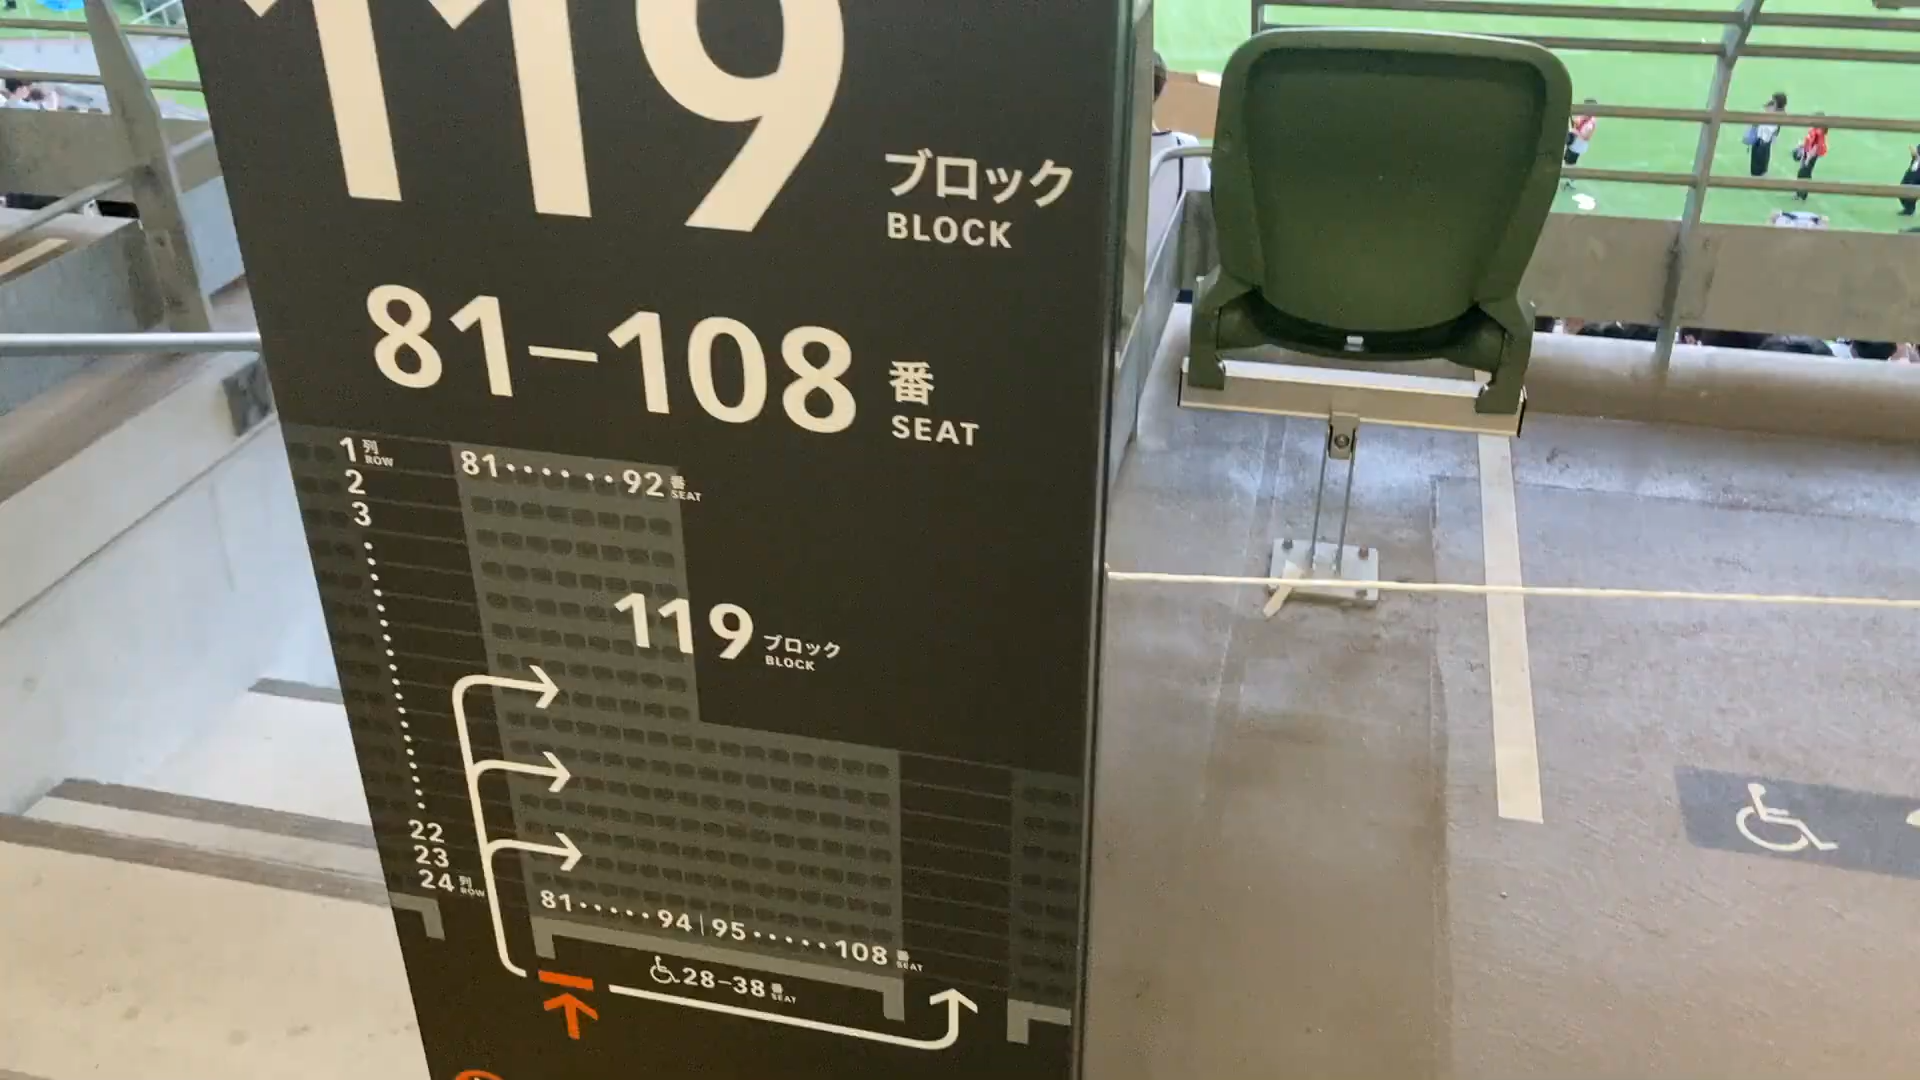 119 ブロック
BLOCK
81–108 番
SEAT
1 列 ROW
81・・・・・・92 番 SEAT
2
3
119 ブロック
BLOCK
22
23
24 列 ROW
81・・・・・94 | 95・・・・・108 番 SEAT
28–38 番 SEAT